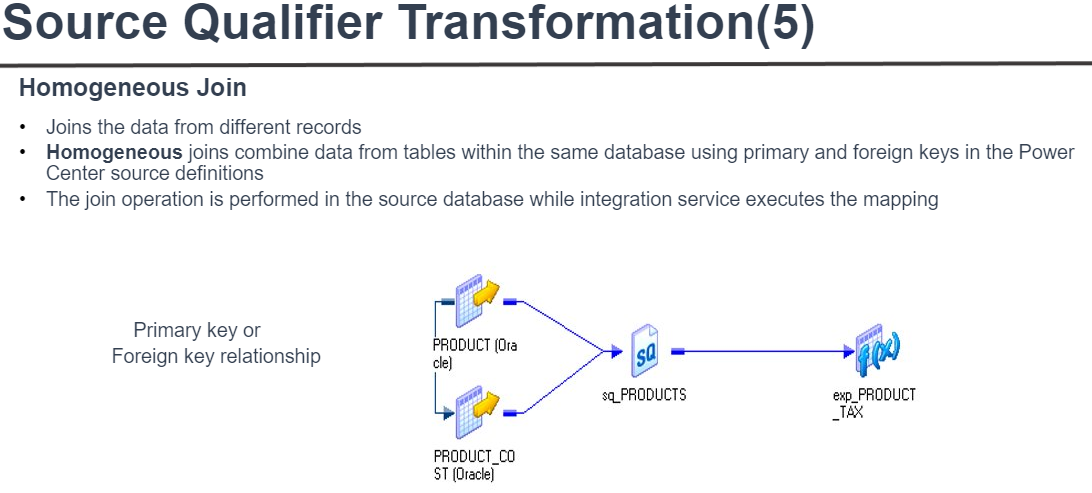 Source Qualifier Transformation(5)
Homogeneous Join
• Joins the data from different records
• Homogeneous joins combine data from tables within the same database using primary and foreign keys in the Power
Center source definitions
• The join operation is performed in the source database while integration service executes the mapping
Primary key or
Foreign key relationship
PRODUCT (Ora
cle)
PRODUCT_CO
ST (Oracle)
SQ
sq_PRODUCTS
f(x)
exp_PRODUCT
_TAX